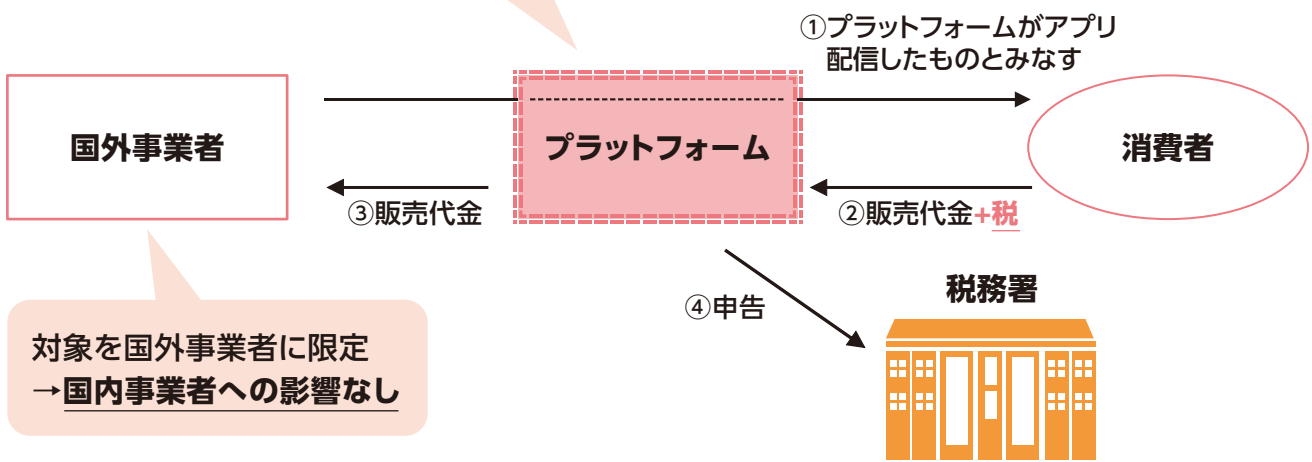 ①プラットフォームがアプリ
配信したものとみなす
国外事業者
プラットフォーム
消費者
③販売代金
②販売代金+税
④申告
税務署
対象を国外事業者に限定
→国内事業者への影響なし